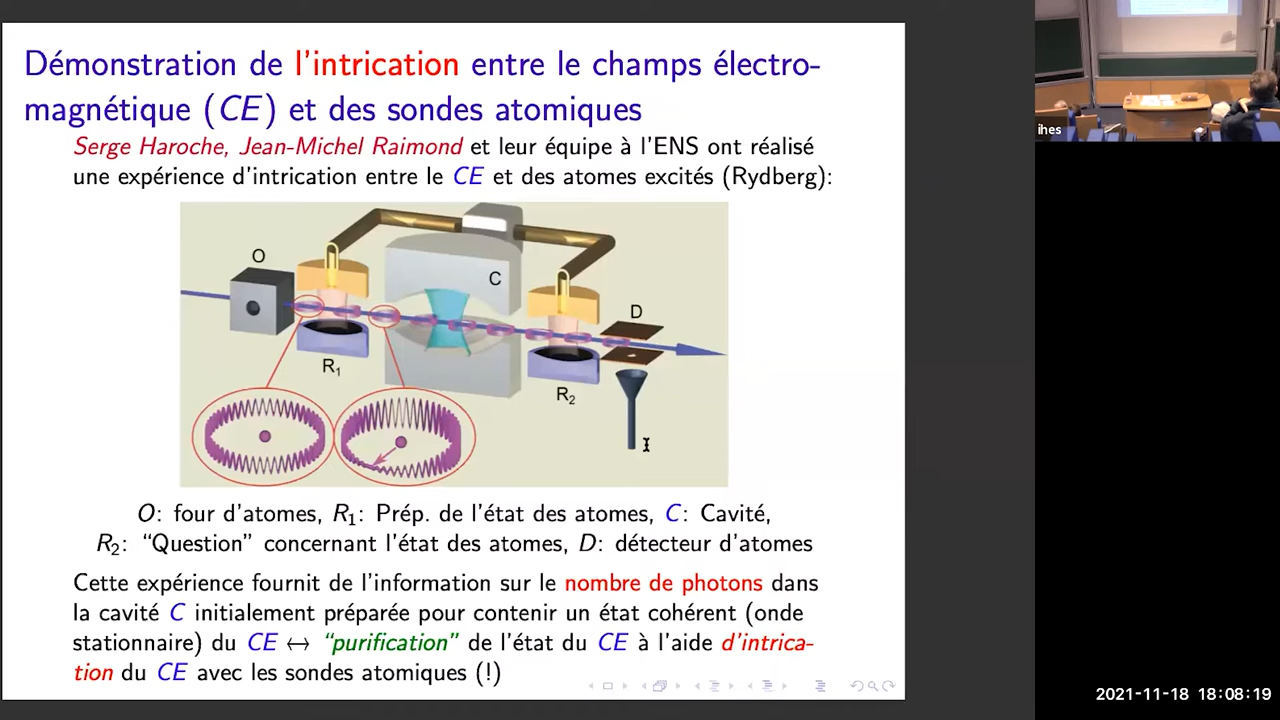 Démonstration de l'intrication entre le champs électro-
magnétique (CE) et des sondes atomiques
Serge Haroche, Jean-Michel Raimond et leur équipe à l'ENS ont réalisé
une expérience d'intrication entre le CE et des atomes excités (Rydberg):
O
C
D
R1
R2
O: four d'atomes, R1: Prép. de l'état des atomes, C: Cavité,
R2: “Question” concernant l'état des atomes, D: détecteur d'atomes
Cette expérience fournit de l'information sur le nombre de photons dans
la cavité C initialement préparée pour contenir un état cohérent (onde
stationnaire) du CE ↔ “purification” de l'état du CE à l'aide d'intrica-
tion du CE avec les sondes atomiques (!)
ihes
2021-11-18 18:08:19